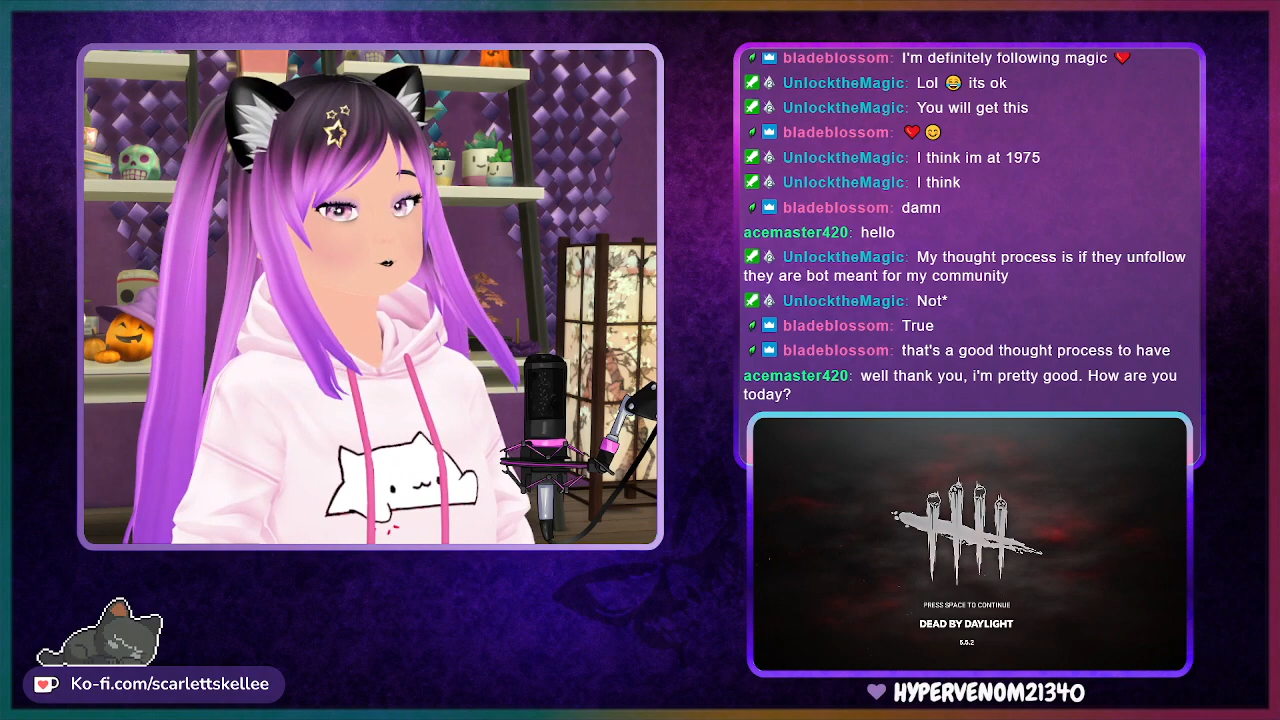 bladeblossom: I'm definitely following magic ❤️
UnlocktheMagic: Lol 😂 its ok
UnlocktheMagic: You will get this
bladeblossom: ❤️ 😊
UnlocktheMagic: I think im at 1975
UnlocktheMagic: I think
bladeblossom: damn
acemaster420: hello
UnlocktheMagic: My thought process is if they unfollow
they are bot meant for my community
UnlocktheMagic: Not*
bladeblossom: True
bladeblossom: that's a good thought process to have
acemaster420: well thank you, i'm pretty good. How are you
today?
PRESS SPACE TO CONTINUE
DEAD BY DAYLIGHT
5.5.2
Ko-fi.com/scarlettskellee
HYPERVENOM21340